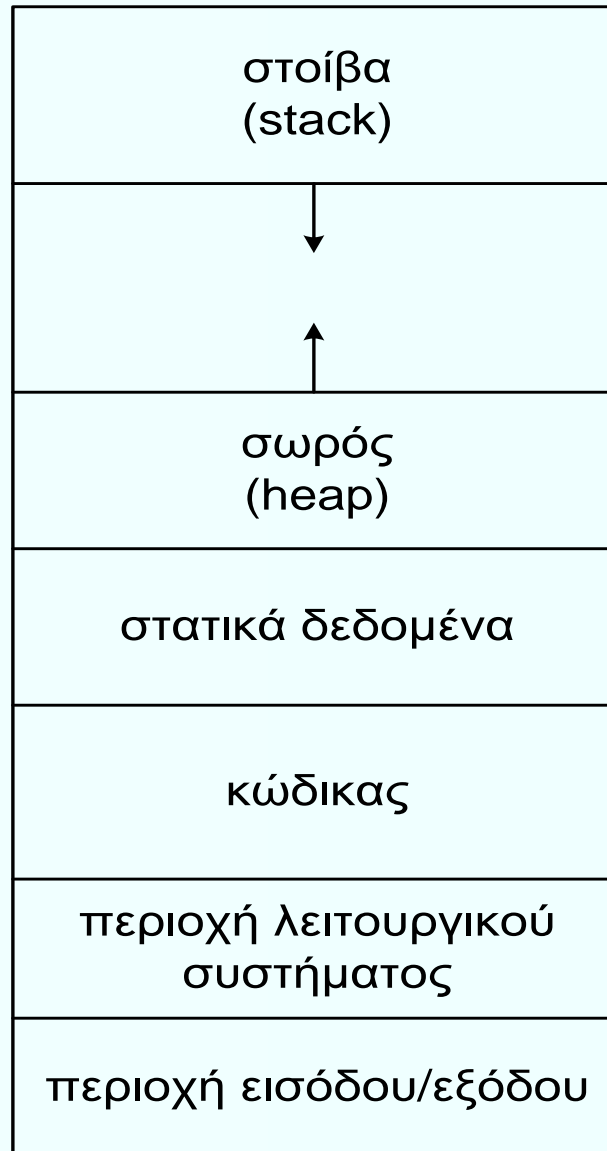 στοίβα
(stack)
σωρός
(heap)
στατικά δεδομένα
κώδικας
περιοχή λειτουργικού
συστήματος
περιοχή εισόδου/εξόδου